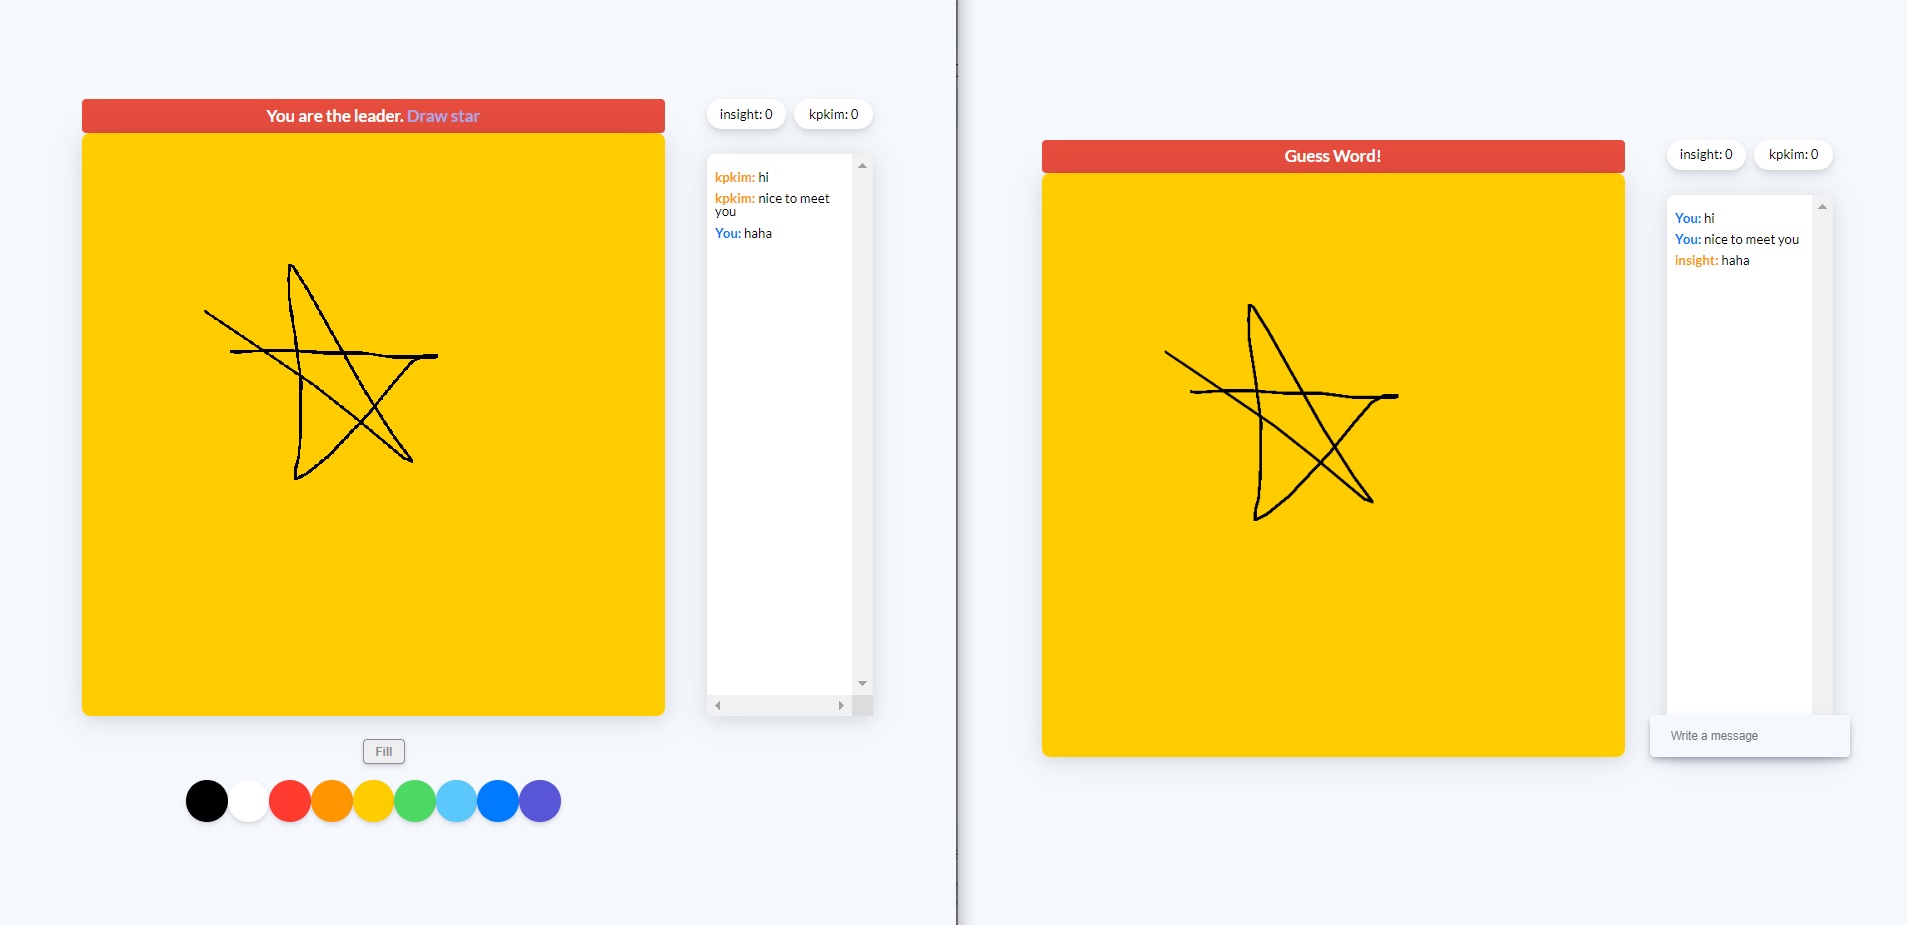 You are the leader. Draw star
insight: 0
kpkim: 0
kpkim: hi
kpkim: nice to meet
you
You: haha
Fill
Guess Word!
insight: 0
kpkim: 0
You: hi
You: nice to meet you
insight: haha
Write a message